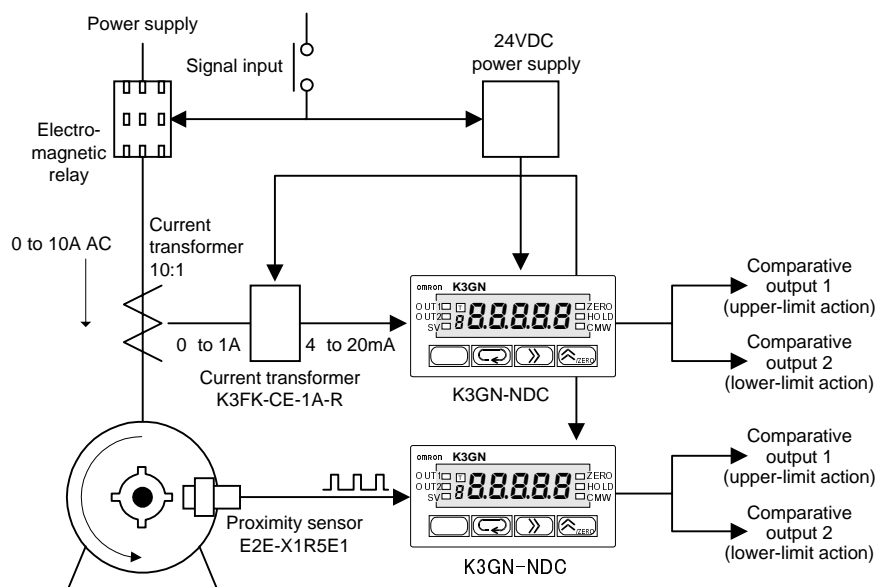 Power supply
Signal input
24VDC
power supply
Electro-
magnetic
relay
0 to 10A AC
Current
transformer
10:1
0 to 1A
4 to 20mA
Current transformer
K3FK-CE-1A-R
omron K3GN
OUT1
OUT2
SV
T
8
8.8.8.8.8
ZERO
HOLD
CMW
/ZERO
K3GN-NDC
Comparative
output 1
(upper-limit action)
Comparative
output 2
(lower-limit action)
Proximity sensor
E2E-X1R5E1
omron K3GN
OUT1
OUT2
SV
T
8
8.8.8.8.8
ZERO
HOLD
CMW
/ZERO
K3GN-NDC
Comparative
output 1
(upper-limit action)
Comparative
output 2
(lower-limit action)